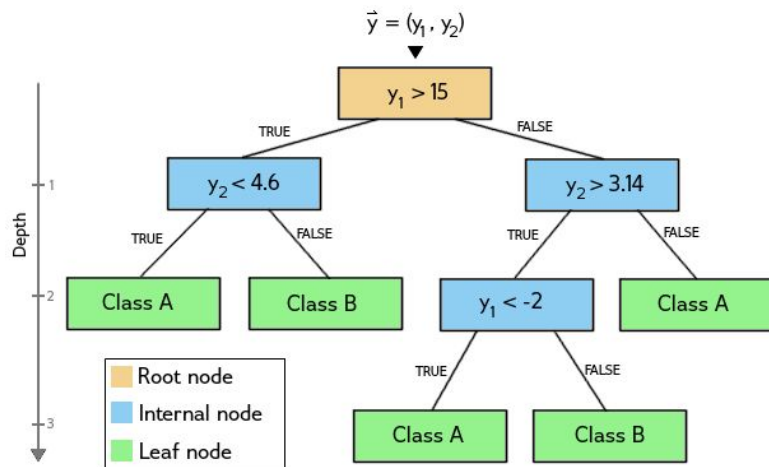 y⃗ = (y₁ , y₂)
y₁ > 15
TRUE
FALSE
y₂ < 4.6
y₂ > 3.14
1
TRUE
FALSE
TRUE
FALSE
Depth
Class A
Class B
y₁ < -2
Class A
2
TRUE
FALSE
Root node
Internal node
Leaf node
Class A
Class B
3